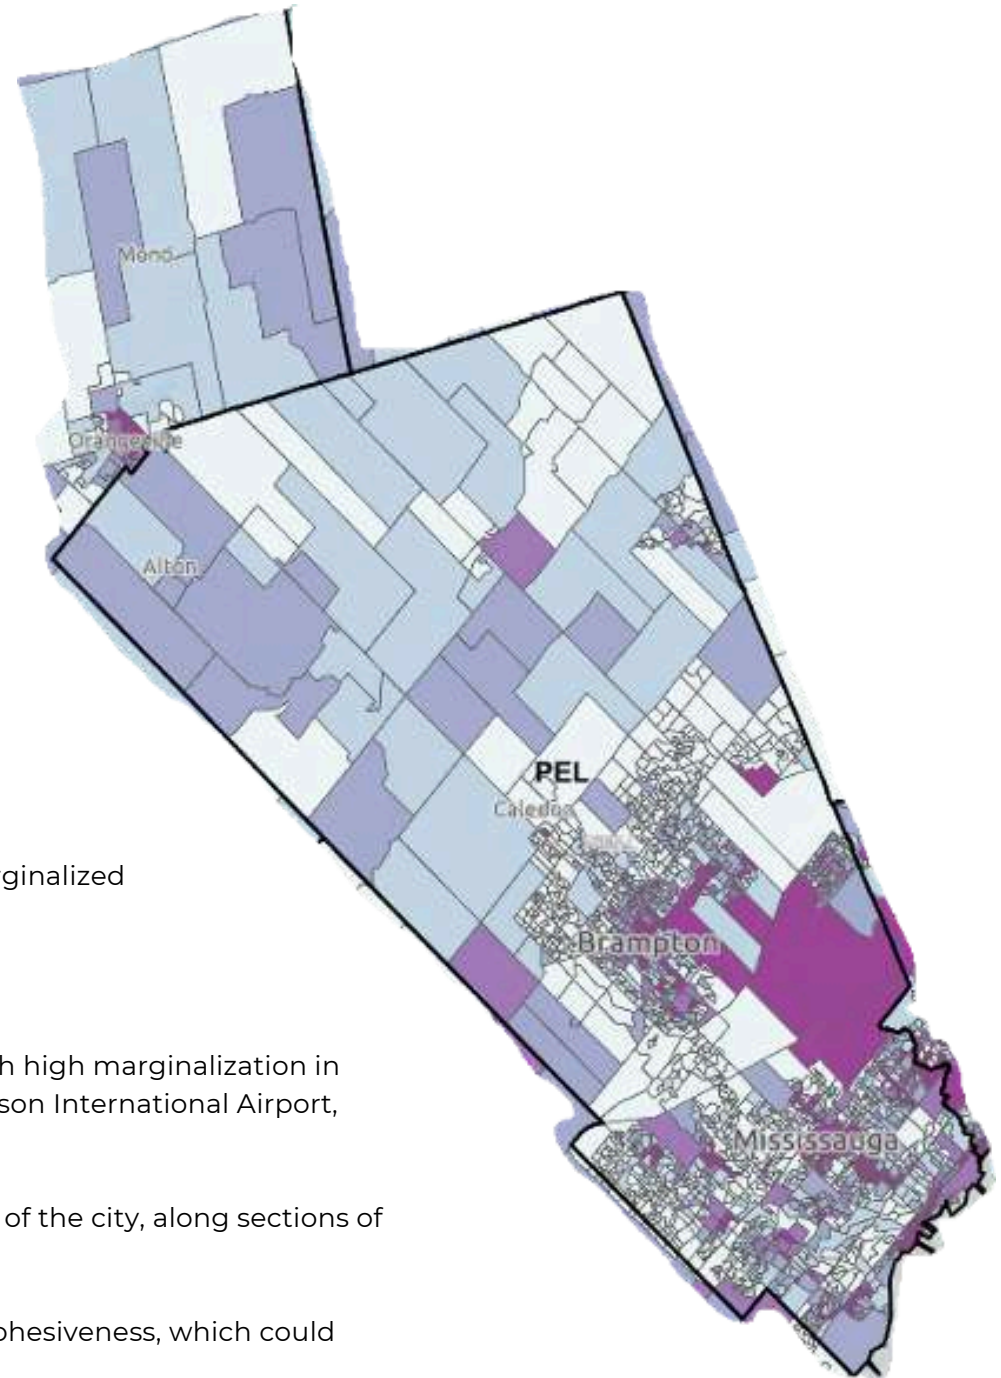 Mono
Orangeville
Alton
PEL
Caledon
rginalized
Brampton
h high marginalization in
son International Airport,
Mississauga
of the city, along sections of
ohesiveness, which could